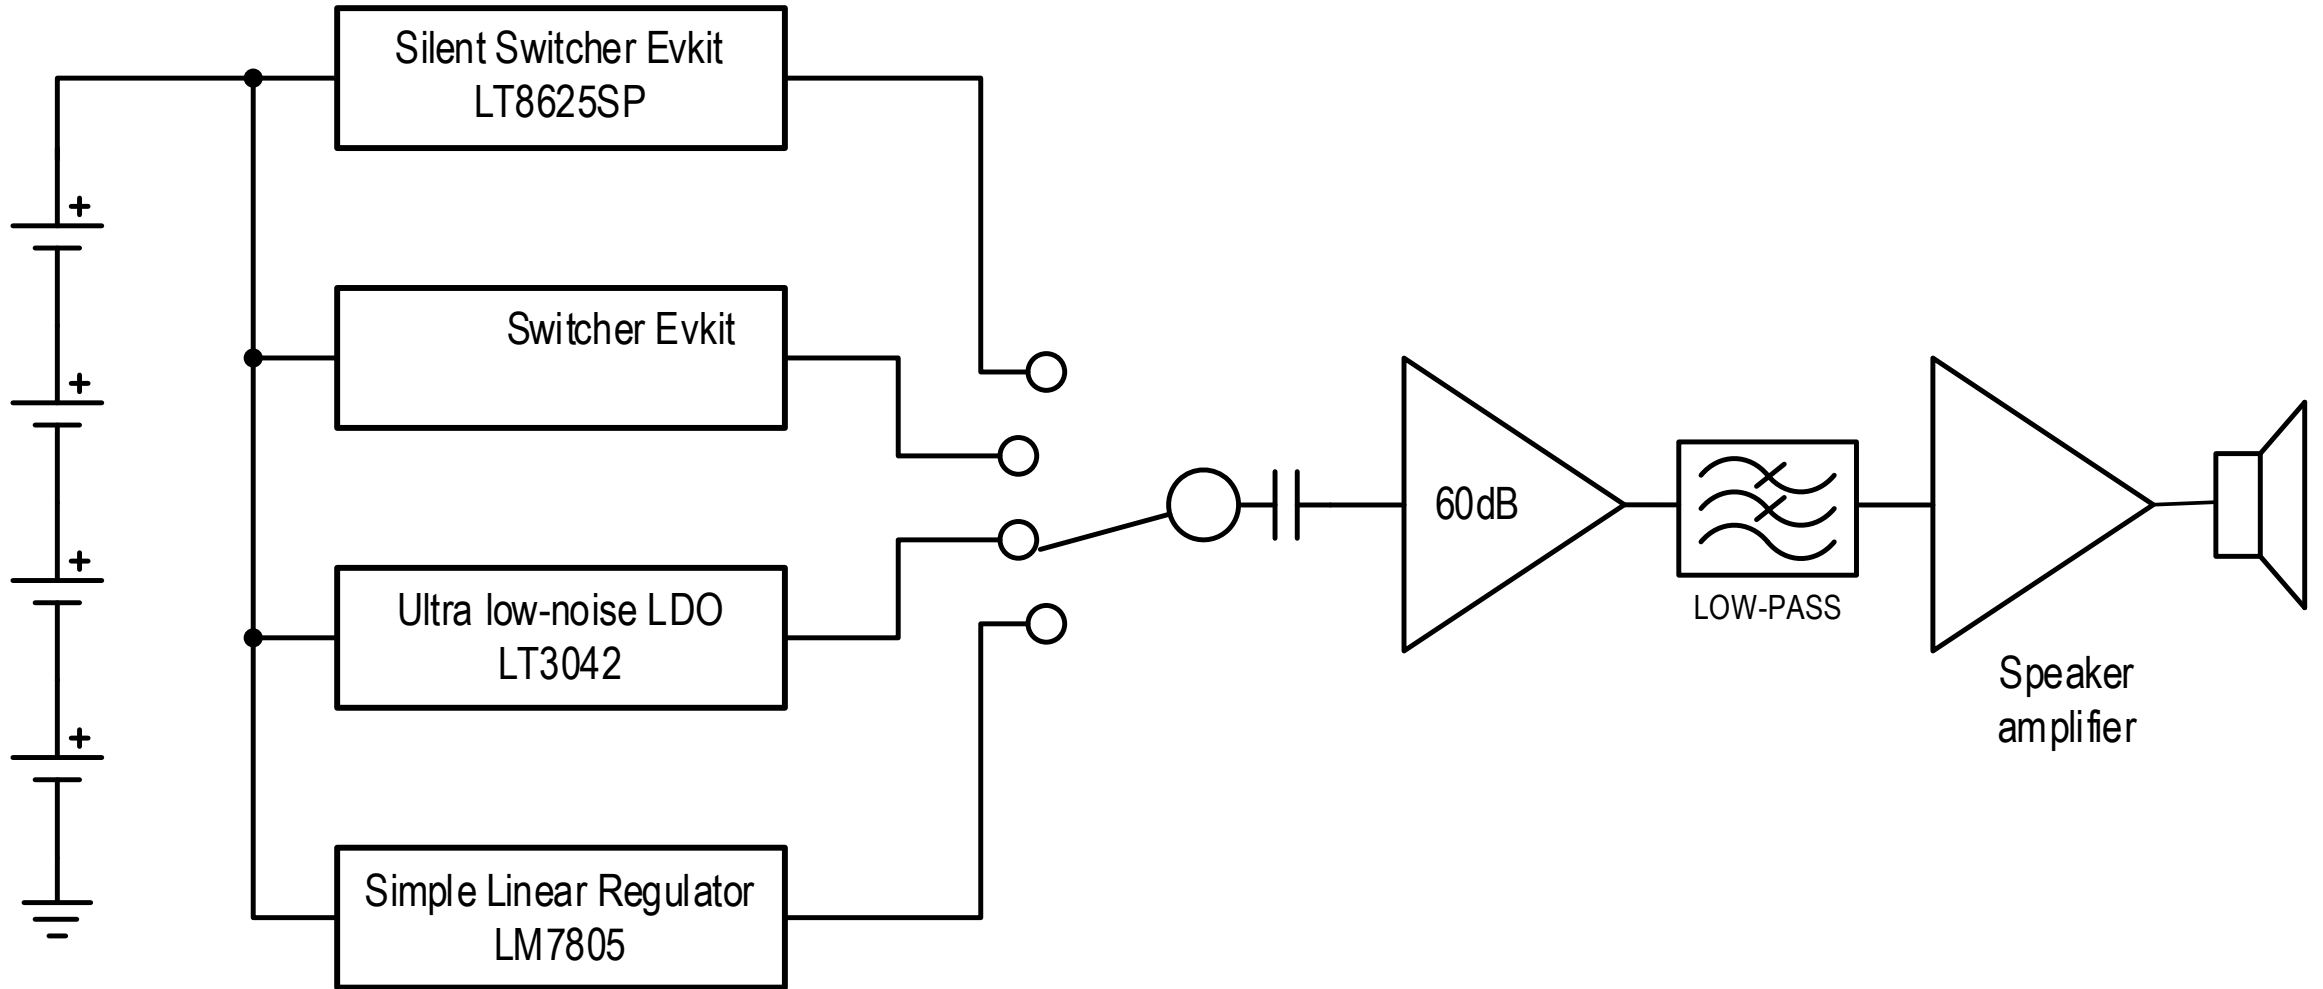 Silent Switcher Evkit
LT8625SP
+
+
Switcher Evkit
+
+
Ultra low-noise LDO
LT3042
Simple Linear Regulator
LM7805
60dB
LOW-PASS
Speaker
amplifier